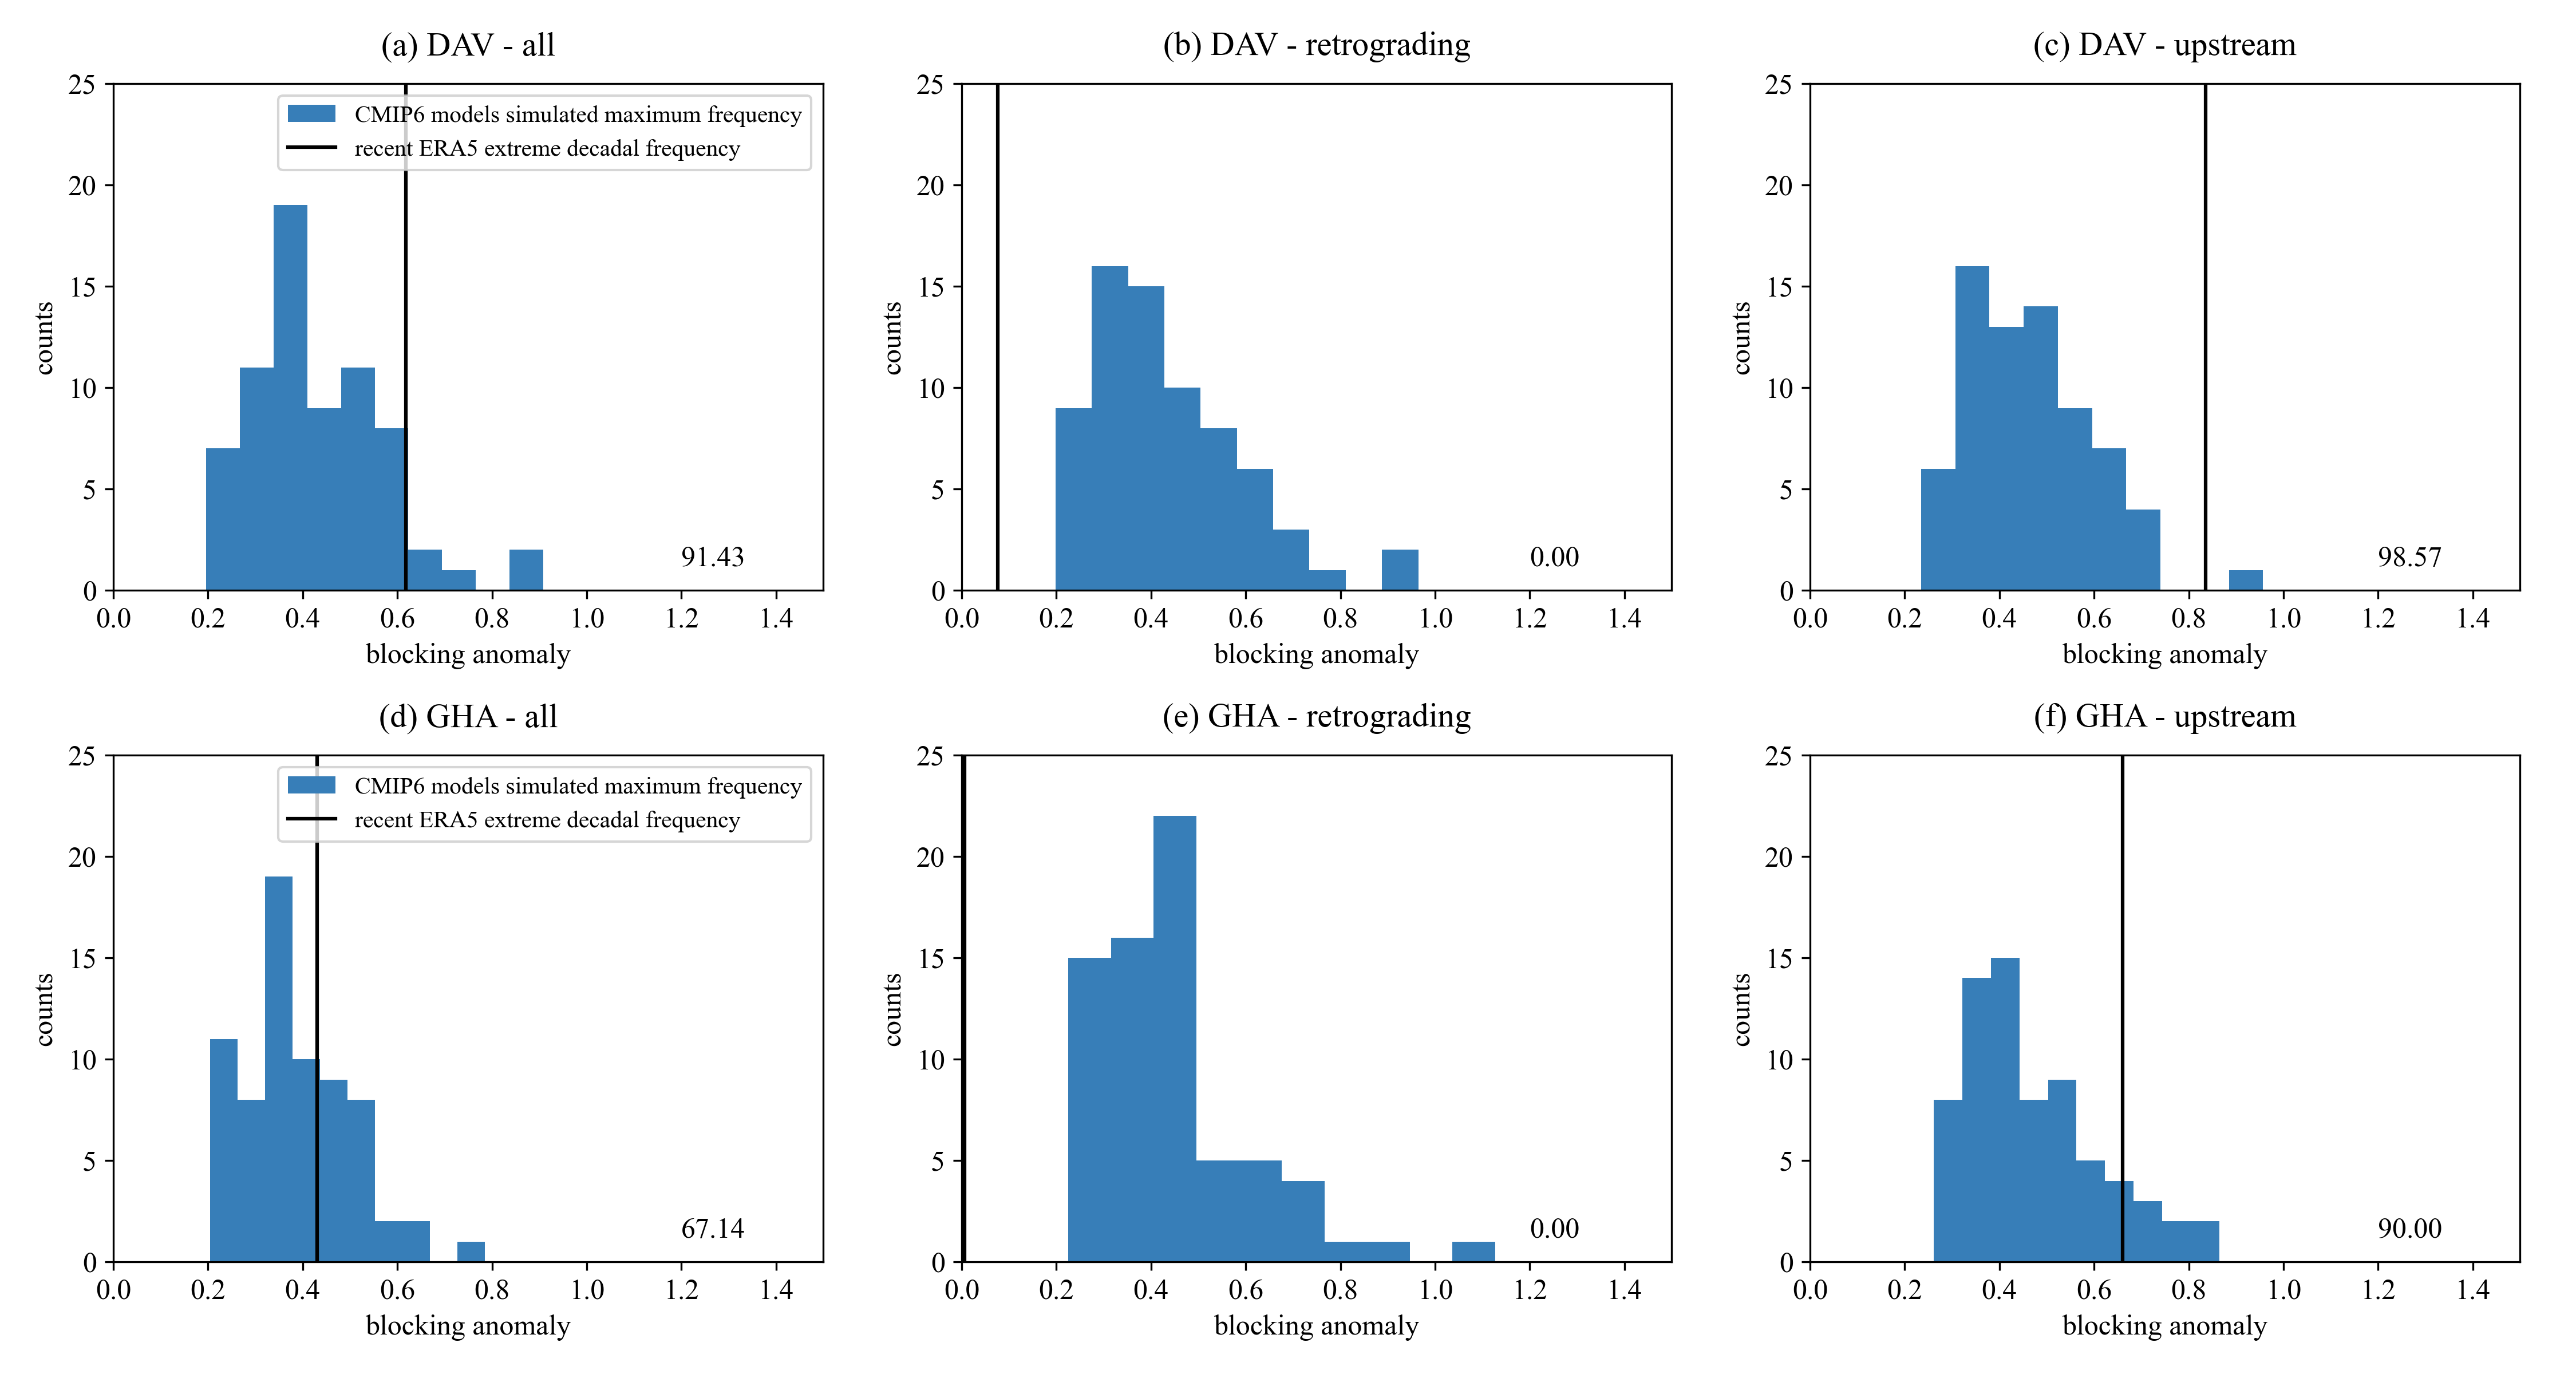 (a) DAV - all
25
20
15
10
5
0
counts
CMIP6 models simulated maximum frequency
recent ERA5 extreme decadal frequency
91.43
0.0 0.2 0.4 0.6 0.8 1.0 1.2 1.4
blocking anomaly
(b) DAV - retrograding
25
20
15
10
5
0
counts
0.00
0.0 0.2 0.4 0.6 0.8 1.0 1.2 1.4
blocking anomaly
(c) DAV - upstream
25
20
15
10
5
0
counts
98.57
0.0 0.2 0.4 0.6 0.8 1.0 1.2 1.4
blocking anomaly
(d) GHA - all
25
20
15
10
5
0
counts
CMIP6 models simulated maximum frequency
recent ERA5 extreme decadal frequency
67.14
0.0 0.2 0.4 0.6 0.8 1.0 1.2 1.4
blocking anomaly
(e) GHA - retrograding
25
20
15
10
5
0
counts
0.00
0.0 0.2 0.4 0.6 0.8 1.0 1.2 1.4
blocking anomaly
(f) GHA - upstream
25
20
15
10
5
0
counts
90.00
0.0 0.2 0.4 0.6 0.8 1.0 1.2 1.4
blocking anomaly